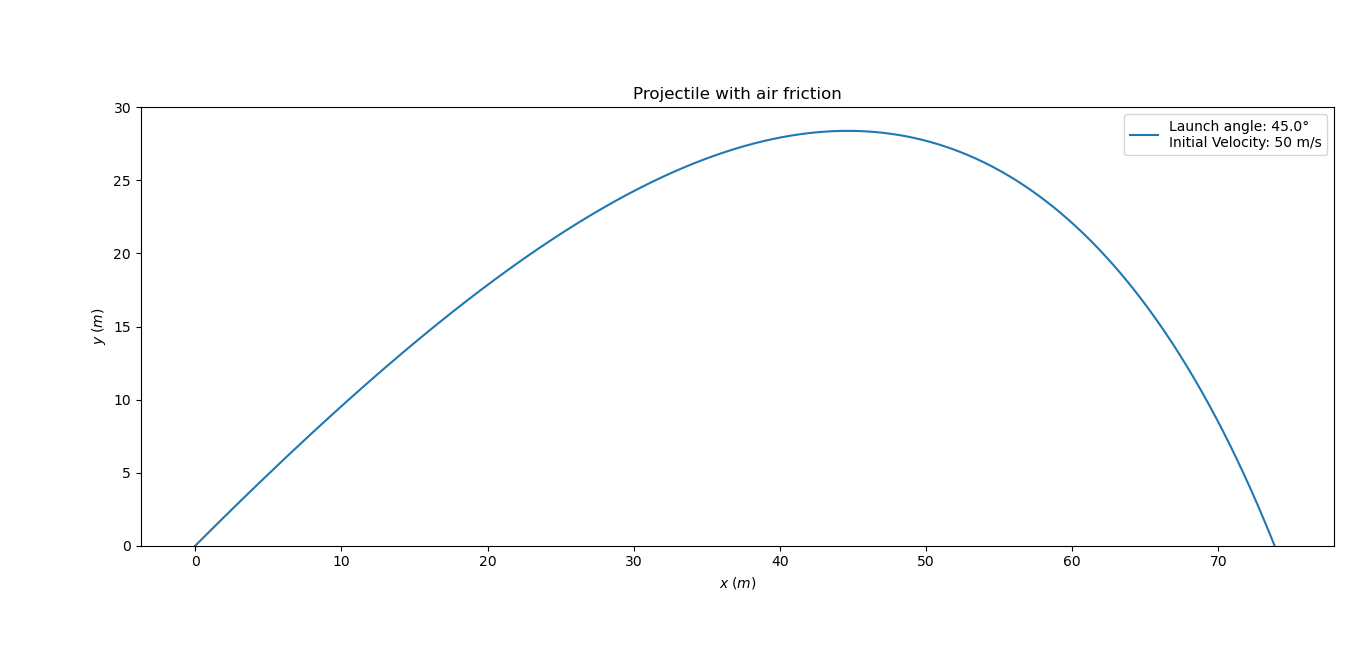 Projectile with air friction
Launch angle: 45.0°
Initial Velocity: 50 m/s
30
25
20
15
10
5
0
y (m)
0 10 20 30 40 50 60 70
x (m)